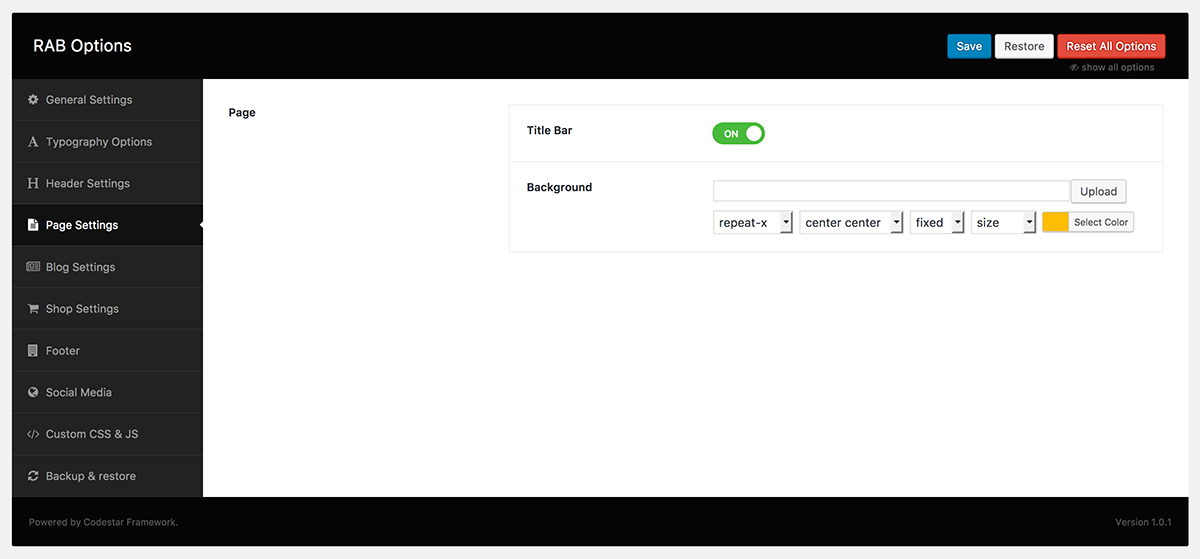 RAB Options
Save Restore Reset All Options
show all options
General Settings
Typography Options
Header Settings
Page Settings
Blog Settings
Shop Settings
Footer
Social Media
Custom CSS & JS
Backup & restore
Page
Title Bar ON
Background Upload
repeat-x center center fixed size Select Color
Powered by Codestar Framework. Version 1.0.1